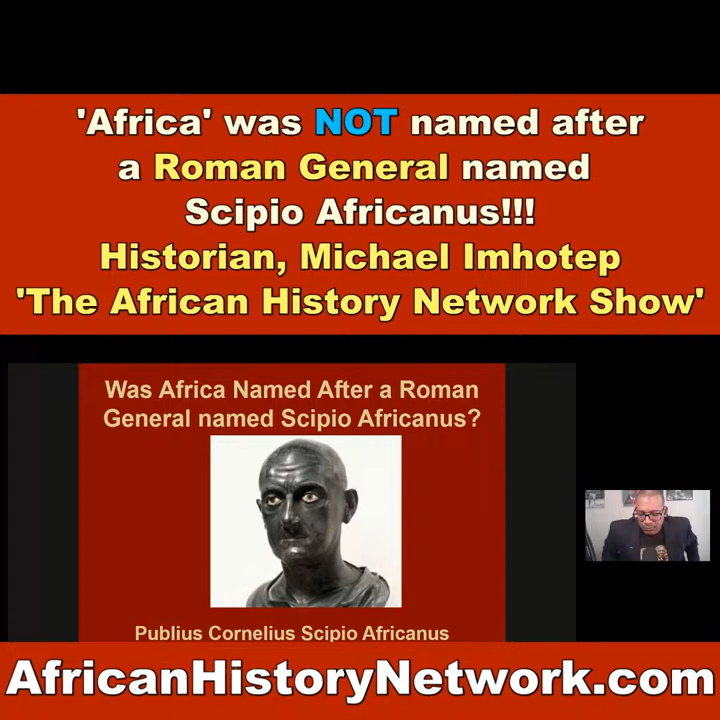 'Africa' was NOT named after
a Roman General named
Scipio Africanus!!!
Historian, Michael Imhotep
'The African History Network Show'
Was Africa Named After a Roman
General named Scipio Africanus?
Publius Cornelius Scipio Africanus
AfricanHistoryNetwork.com